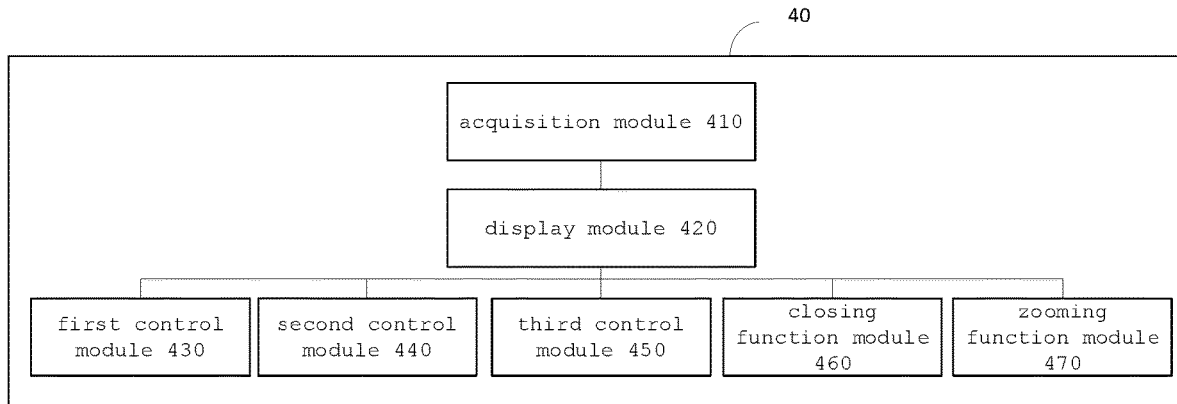 40
acquisition module 410
display module 420
first control
module 430
second control
module 440
third control
module 450
closing
function module
460
zooming
function module
470